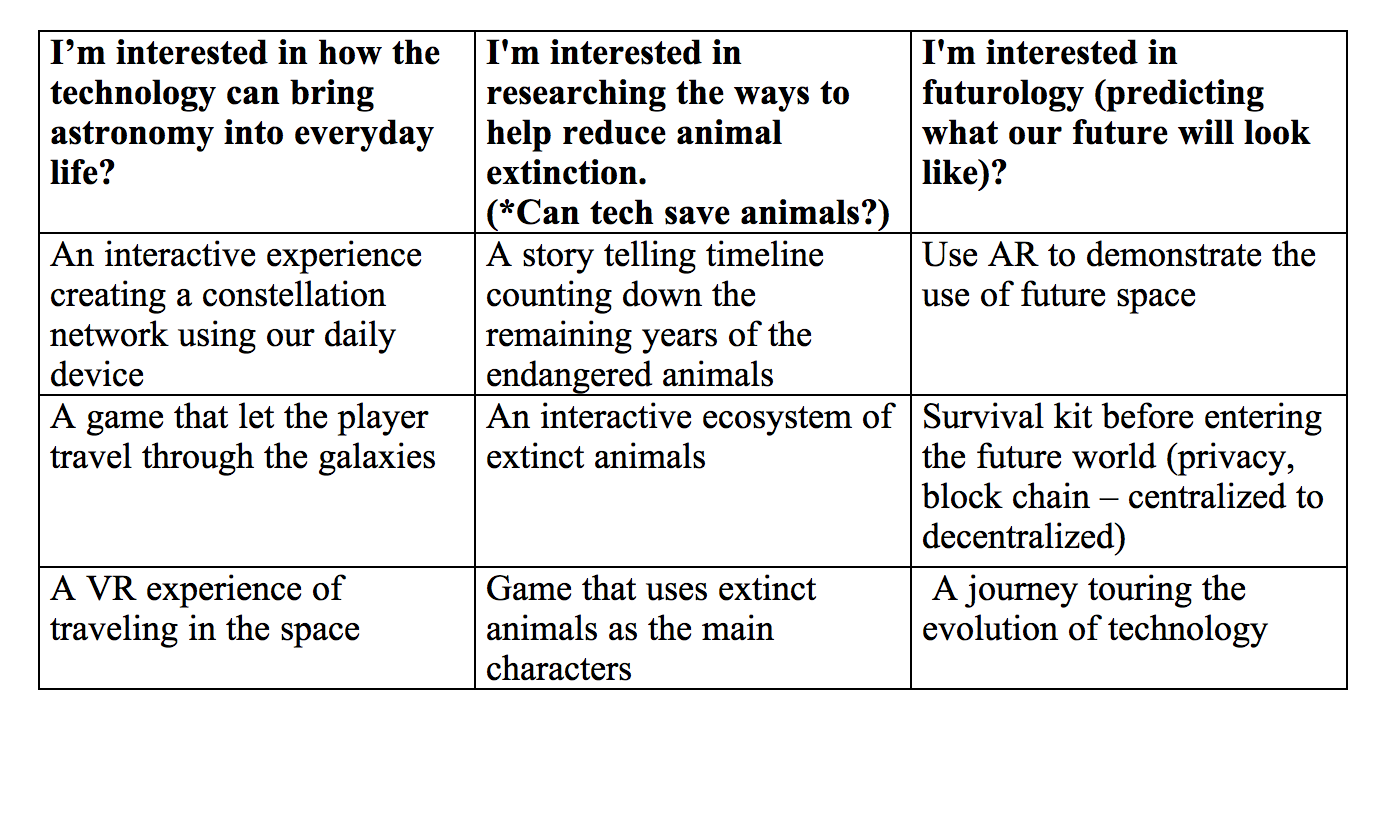 I’m interested in how the
technology can bring
astronomy into everyday
life?
I'm interested in
researching the ways to
help reduce animal
extinction.
(*Can tech save animals?)
I'm interested in
futurology (predicting
what our future will look
like)?
An interactive experience
creating a constellation
network using our daily
device
A story telling timeline
counting down the
remaining years of the
endangered animals
Use AR to demonstrate the
use of future space
A game that let the player
travel through the galaxies
An interactive ecosystem of
extinct animals
Survival kit before entering
the future world (privacy,
block chain – centralized to
decentralized)
A VR experience of
traveling in the space
Game that uses extinct
animals as the main
characters
A journey touring the
evolution of technology